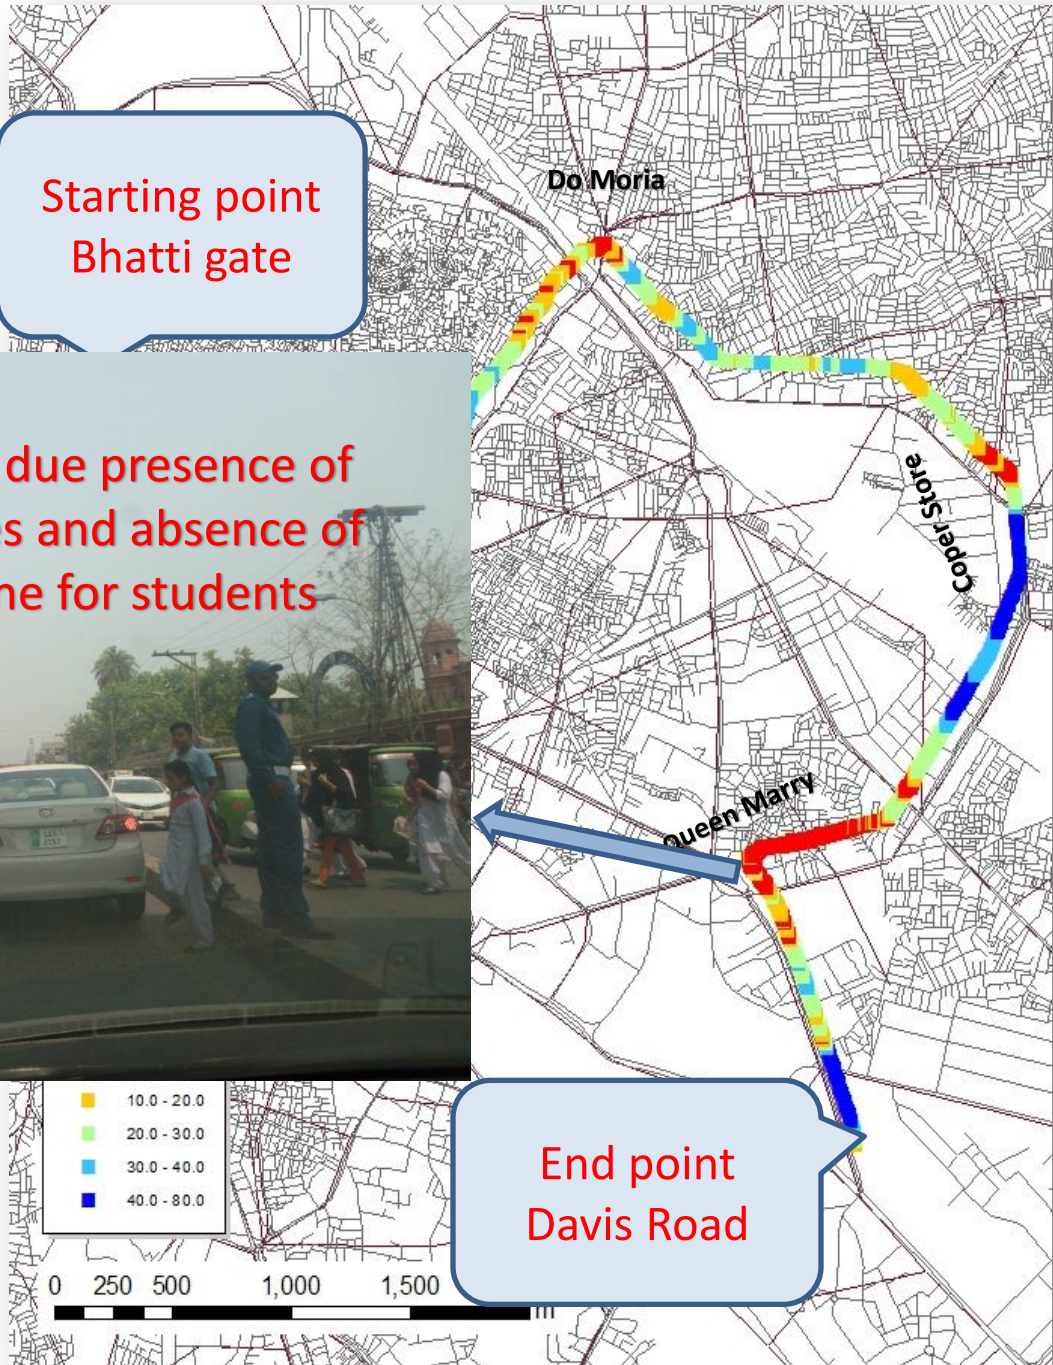 Do Moria
Starting point
Bhatti gate
due presence of
and absence of
for students
Coper Store
Queen Marry
10.0 - 20.0
20.0 - 30.0
30.0 - 40.0
40.0 - 80.0
End point
Davis Road
0 250 500 1,000 1,500
m